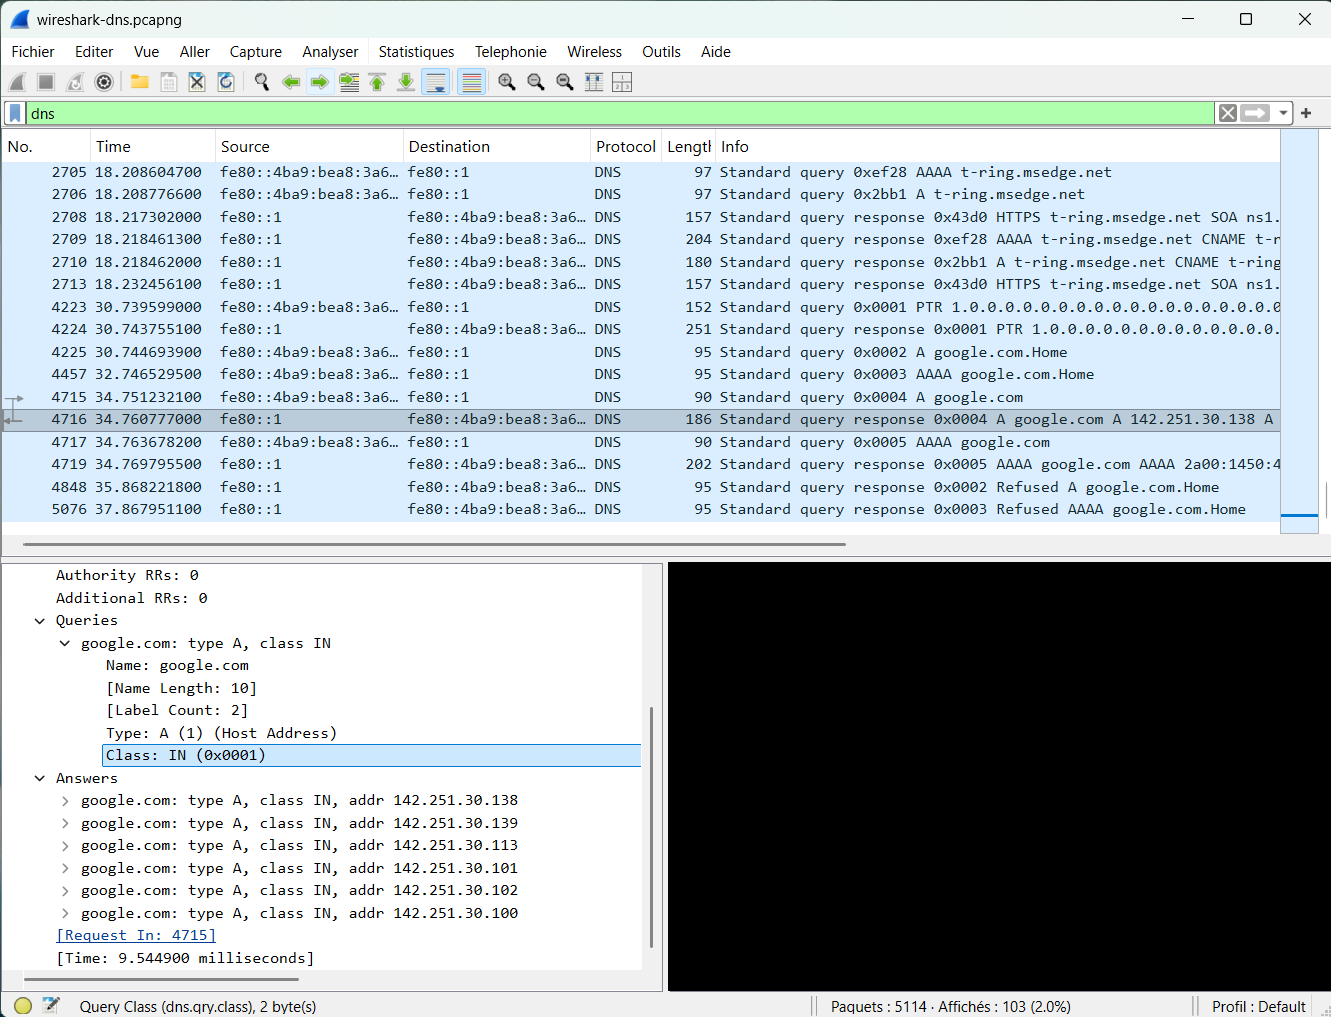 wireshark-dns.pcapng
Fichier Editer Vue Aller Capture Analyser Statistiques Telephonie Wireless Outils Aide
dns
No. Time Source Destination Protocol Length Info
2705 18.208604700 fe80::4ba9:bea8:3a6… fe80::1 DNS 97 Standard query 0xef28 AAAA t-ring.msedge.net
2706 18.208776600 fe80::4ba9:bea8:3a6… fe80::1 DNS 97 Standard query 0x2bb1 A t-ring.msedge.net
2708 18.217302000 fe80::1 fe80::4ba9:bea8:3a6… DNS 157 Standard query response 0x43d0 HTTPS t-ring.msedge.net SOA ns1.
2709 18.218461300 fe80::1 fe80::4ba9:bea8:3a6… DNS 204 Standard query response 0xef28 AAAA t-ring.msedge.net CNAME t-r
2710 18.218462000 fe80::1 fe80::4ba9:bea8:3a6… DNS 180 Standard query response 0x2bb1 A t-ring.msedge.net CNAME t-ring
2713 18.232456100 fe80::1 fe80::4ba9:bea8:3a6… DNS 157 Standard query response 0x43d0 HTTPS t-ring.msedge.net SOA ns1.
4223 30.739599000 fe80::4ba9:bea8:3a6… fe80::1 DNS 152 Standard query 0x0001 PTR 1.0.0.0.0.0.0.0.0.0.0.0.0.0.0.0.0.0.0
4224 30.743755100 fe80::1 fe80::4ba9:bea8:3a6… DNS 251 Standard query response 0x0001 PTR 1.0.0.0.0.0.0.0.0.0.0.0.0.0.
4225 30.744693900 fe80::4ba9:bea8:3a6… fe80::1 DNS 95 Standard query 0x0002 A google.com.Home
4457 32.746529500 fe80::4ba9:bea8:3a6… fe80::1 DNS 95 Standard query 0x0003 AAAA google.com.Home
4715 34.751232100 fe80::4ba9:bea8:3a6… fe80::1 DNS 90 Standard query 0x0004 A google.com
4716 34.760777000 fe80::1 fe80::4ba9:bea8:3a6… DNS 186 Standard query response 0x0004 A google.com A 142.251.30.138 A
4717 34.763678200 fe80::4ba9:bea8:3a6… fe80::1 DNS 90 Standard query 0x0005 AAAA google.com
4719 34.769795500 fe80::1 fe80::4ba9:bea8:3a6… DNS 202 Standard query response 0x0005 AAAA google.com AAAA 2a00:1450:4
4848 35.868221800 fe80::1 fe80::4ba9:bea8:3a6… DNS 95 Standard query response 0x0002 Refused A google.com.Home
5076 37.867951100 fe80::1 fe80::4ba9:bea8:3a6… DNS 95 Standard query response 0x0003 Refused AAAA google.com.Home
Authority RRs: 0
Additional RRs: 0
Queries
google.com: type A, class IN
Name: google.com
[Name Length: 10]
[Label Count: 2]
Type: A (1) (Host Address)
Class: IN (0x0001)
Answers
google.com: type A, class IN, addr 142.251.30.138
google.com: type A, class IN, addr 142.251.30.139
google.com: type A, class IN, addr 142.251.30.113
google.com: type A, class IN, addr 142.251.30.101
google.com: type A, class IN, addr 142.251.30.102
google.com: type A, class IN, addr 142.251.30.100
[Request In: 4715]
[Time: 9.544900 milliseconds]
Query Class (dns.qry.class), 2 byte(s) Paquets : 5114 · Affichés : 103 (2.0%) Profil : Default